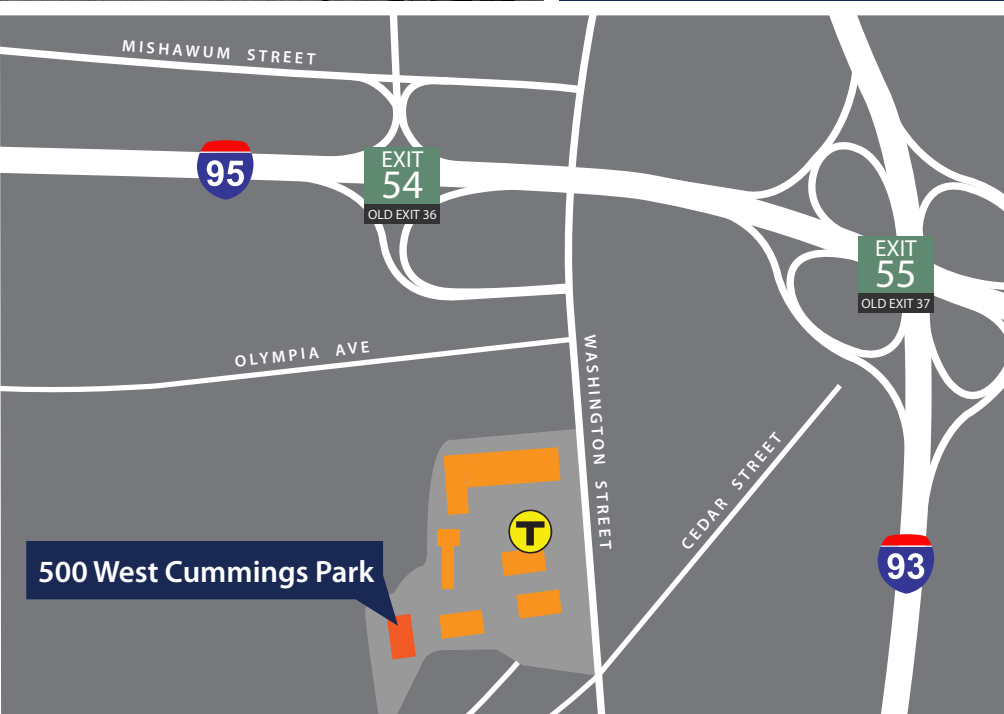 MISHAWUM STREET
95
EXIT
54
OLD EXIT 36
EXIT
55
OLD EXIT 37
OLYMPIA AVE
WASHINGTON STREET
CEDAR STREET
T
500 West Cummings Park
93